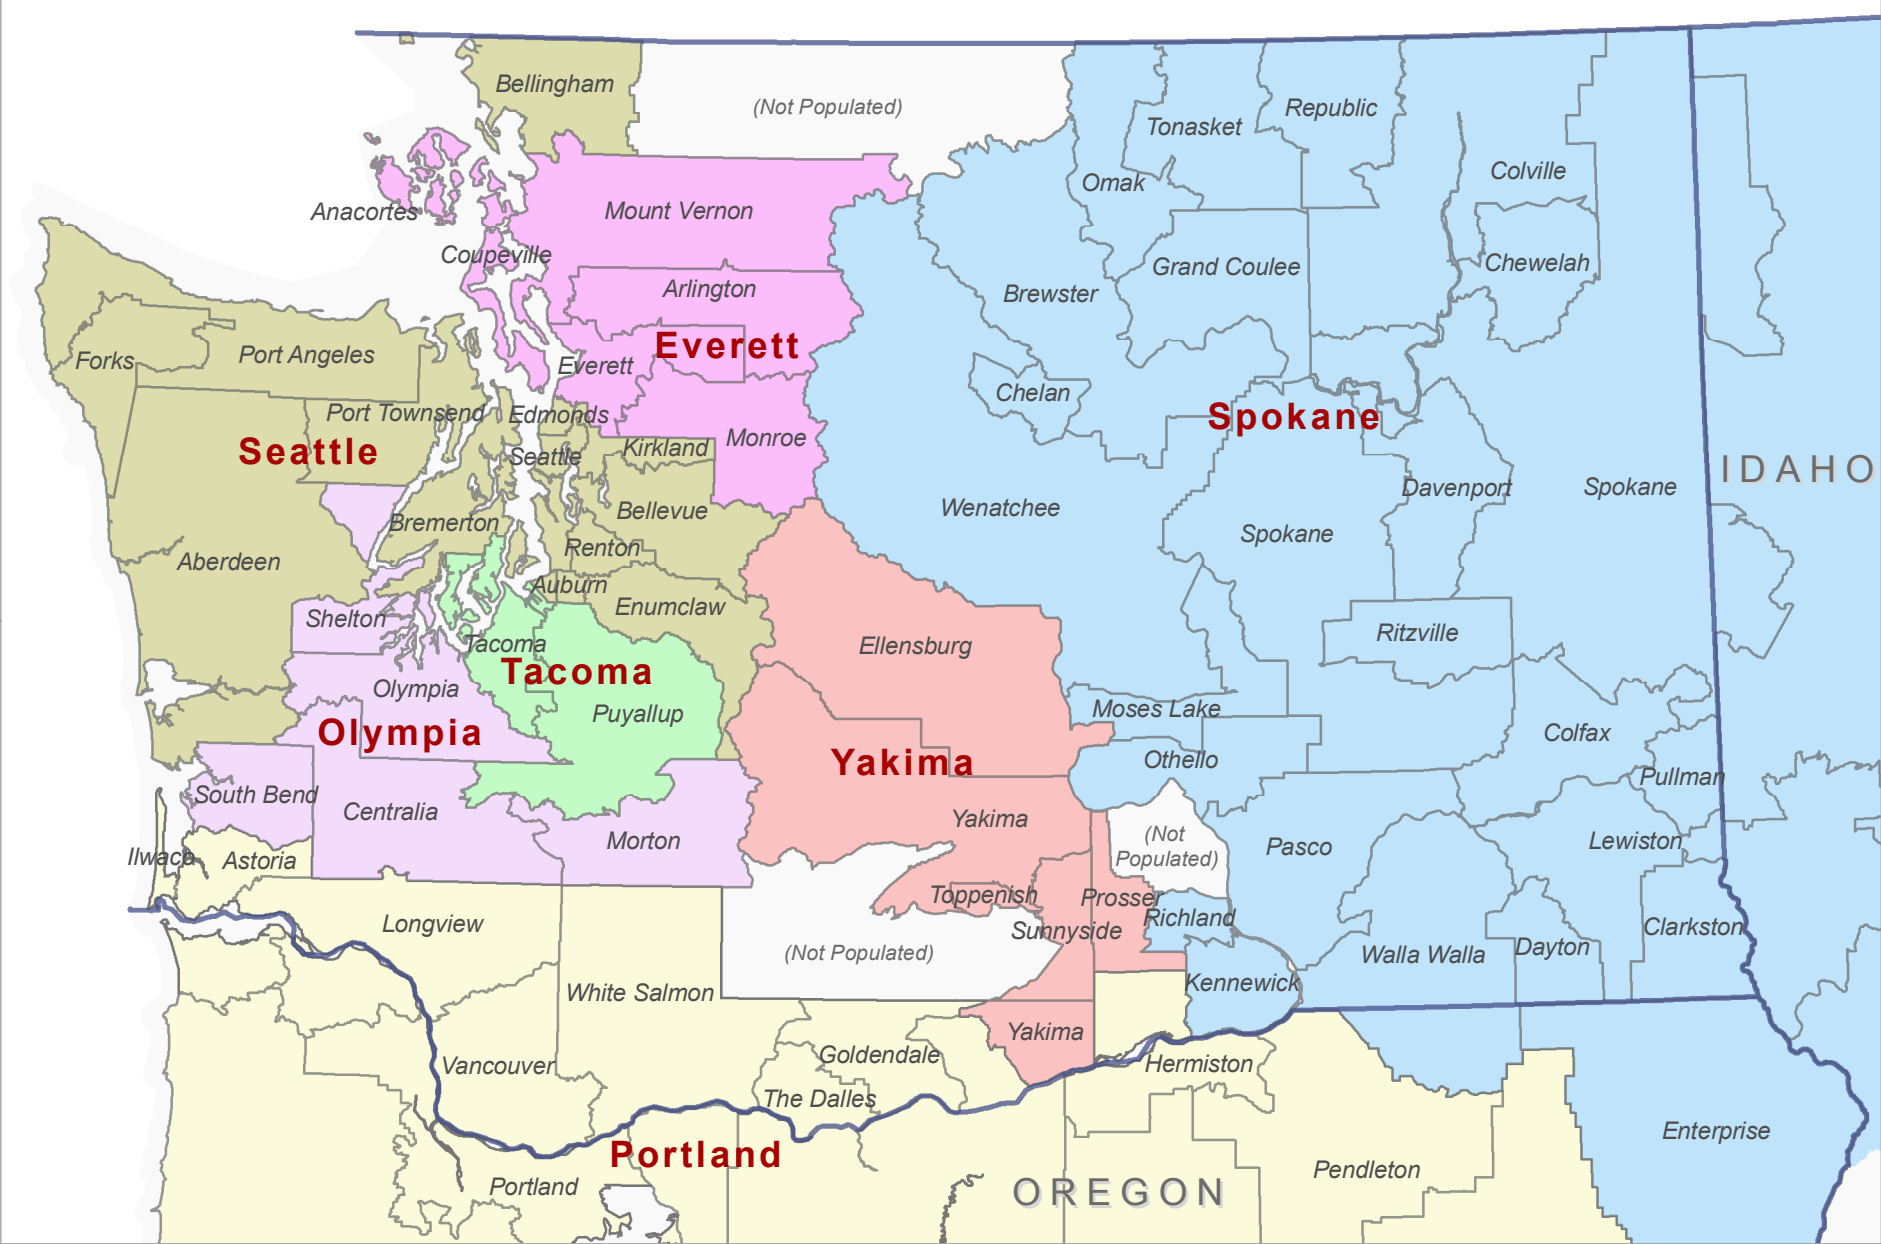 Bellingham
(Not Populated)
Republic
Tonasket
Colville
Omak
Anacortes
Mount Vernon
Coupeville
Grand Coulee
Chewelah
Arlington
Brewster
Everett
Forks
Port Angeles
Everett
Chelan
Port Townsend
Edmonds
Spokane
Monroe
Seattle
Kirkland
Seattle
IDAHO
Davenport
Spokane
Wenatchee
Bellevue
Bremerton
Spokane
Renton
Aberdeen
Auburn
Enumclaw
Shelton
Ritzville
Tacoma
Ellensburg
Tacoma
Olympia
Moses Lake
Puyallup
Olympia
Colfax
Yakima
Othello
Pullman
South Bend
Centralia
Yakima
(Not
Populated)
Morton
Lewiston
Pasco
Ilwaco
Astoria
Toppenish
Prosser
Richland
Longview
Sunnyside
Clarkston
(Not Populated)
Walla Walla
Dayton
White Salmon
Kennewick
Yakima
Goldendale
Vancouver
Hermiston
The Dalles
Enterprise
Portland
Pendleton
Portland
OREGON